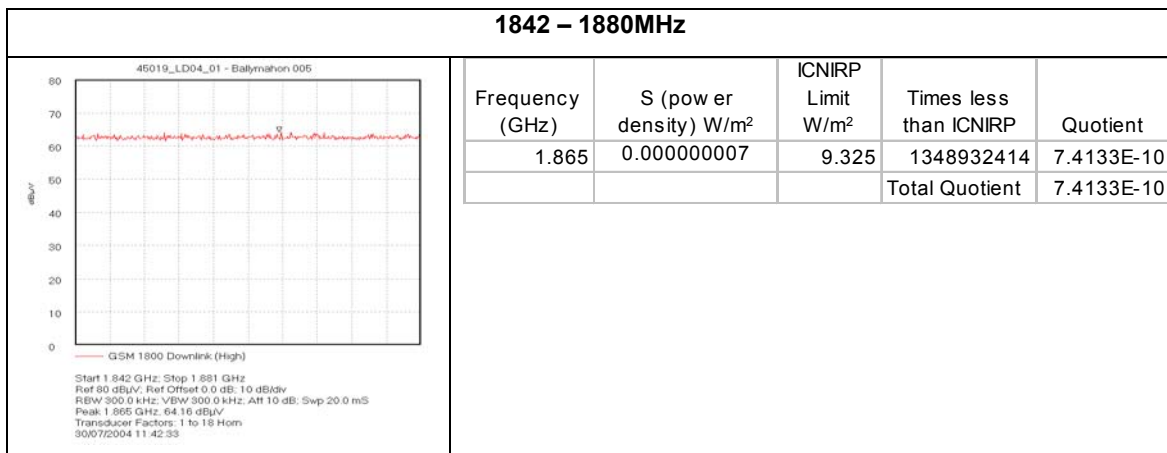 1842 – 1880MHz
45019_LD04_01 - Ballymahon 005
80
70
60
50
40
30
20
10
0
dBµV
GSM 1800 Downlink (High)
Start 1.842 GHz; Stop 1.881 GHz
Ref 80 dBµV; Ref Offset 0.0 dB; 10 dB/div
RBW 300.0 kHz; VBW 300.0 kHz; Att 10 dB; Swp 20.0 mS
Peak 1.865 GHz, 64.16 dBµV
Transducer Factors: 1 to 18 Horn
30/07/2004 11:42:33
Frequency (GHz) S (pow er density) W/m² ICNIRP Limit W/m² Times less than ICNIRP Quotient
1.865 0.000000007 9.325 1348932414 7.4133E-10
Total Quotient 7.4133E-10